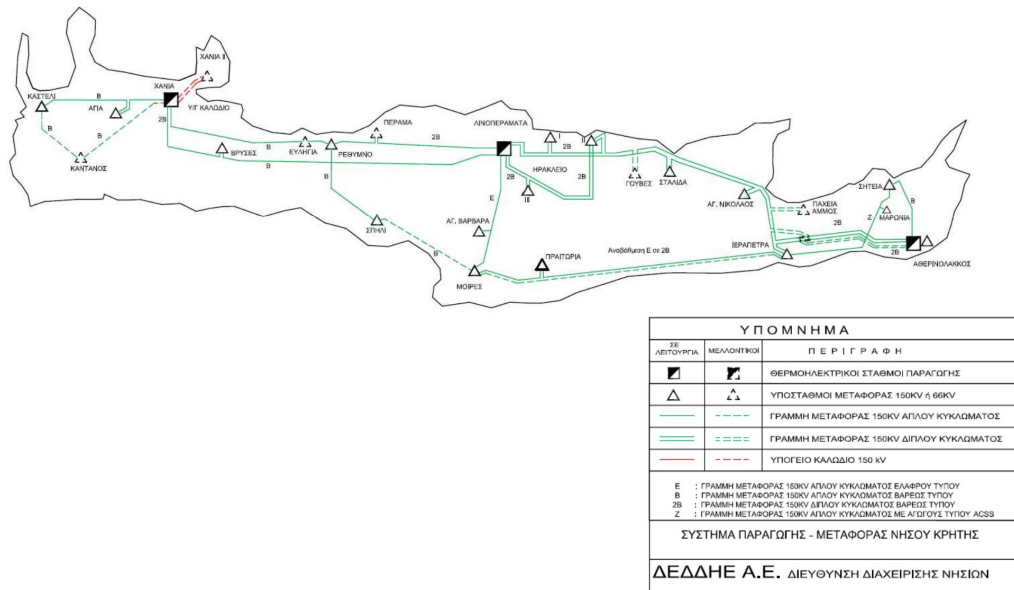 ΧΑΝΙΑ ΙΙ
ΚΑΣΤΕΛΙ
Β
ΧΑΝΙΑ
ΑΓΙΑ
Υ/Γ ΚΑΛΩΔΙΟ
2Β
Β
Β
ΚΑΝΤΑΝΟΣ
ΒΡΥΣΕΣ
Β
Β
ΕΥΛΗΓΙΑ
ΡΕΘΥΜΝΟ
ΠΕΡΑΜΑ
2Β
Β
ΣΠΗΛΙ
Β
ΛΙΝΟΠΕΡΑΜΑΤΑ
Ι
ΙΙ
2Β
ΗΡΑΚΛΕΙΟ
2Β
2Β
ΙΙΙ
Ε
ΑΓ. ΒΑΡΒΑΡΑ
ΜΟΙΡΕΣ
ΠΡΑΙΤΩΡΙΑ
Αναβάθμιση Ε σε 2Β
ΓΟΥΒΕΣ
ΣΤΑΛΙΔΑ
ΑΓ. ΝΙΚΟΛΑΟΣ
ΠΑΧΕΙΑ
ΑΜΜΟΣ
2Β
ΙΕΡΑΠΕΤΡΑ
ΣΗΤΕΙΑ
Β
Ζ
ΜΑΡΩΝΙΑ
2Β
ΑΘΕΡΙΝΟΛΑΚΚΟΣ
ΥΠΟΜΝΗΜΑ
ΣΕ
ΛΕΙΤΟΥΡΓΙΑ
ΜΕΛΛΟΝΤΙΚΟΙ
ΠΕΡΙΓΡΑΦΗ
ΘΕΡΜΟΗΛΕΚΤΡΙΚΟΙ ΣΤΑΘΜΟΙ ΠΑΡΑΓΩΓΗΣ
ΥΠΟΣΤΑΘΜΟΙ ΜΕΤΑΦΟΡΑΣ 150KV ή 66KV
ΓΡΑΜΜΗ ΜΕΤΑΦΟΡΑΣ 150KV ΑΠΛΟΥ ΚΥΚΛΩΜΑΤΟΣ
ΓΡΑΜΜΗ ΜΕΤΑΦΟΡΑΣ 150KV ΔΙΠΛΟΥ ΚΥΚΛΩΜΑΤΟΣ
ΥΠΟΓΕΙΟ ΚΑΛΩΔΙΟ 150 kV
Ε : ΓΡΑΜΜΗ ΜΕΤΑΦΟΡΑΣ 150KV ΑΠΛΟΥ ΚΥΚΛΩΜΑΤΟΣ ΕΛΑΦΡΟΥ ΤΥΠΟΥ
Β : ΓΡΑΜΜΗ ΜΕΤΑΦΟΡΑΣ 150KV ΑΠΛΟΥ ΚΥΚΛΩΜΑΤΟΣ ΒΑΡΕΩΣ ΤΥΠΟΥ
2Β : ΓΡΑΜΜΗ ΜΕΤΑΦΟΡΑΣ 150KV ΔΙΠΛΟΥ ΚΥΚΛΩΜΑΤΟΣ ΒΑΡΕΩΣ ΤΥΠΟΥ
Ζ : ΓΡΑΜΜΗ ΜΕΤΑΦΟΡΑΣ 150KV ΑΠΛΟΥ ΚΥΚΛΩΜΑΤΟΣ ΜΕ ΑΓΩΓΟΥΣ ΤΥΠΟΥ ACSS
ΣΥΣΤΗΜΑ ΠΑΡΑΓΩΓΗΣ - ΜΕΤΑΦΟΡΑΣ ΝΗΣΟΥ ΚΡΗΤΗΣ
ΔΕΔΔΗΕ Α.Ε. ΔΙΕΥΘΥΝΣΗ ΔΙΑΧΕΙΡΙΣΗΣ ΝΗΣΙΩΝ